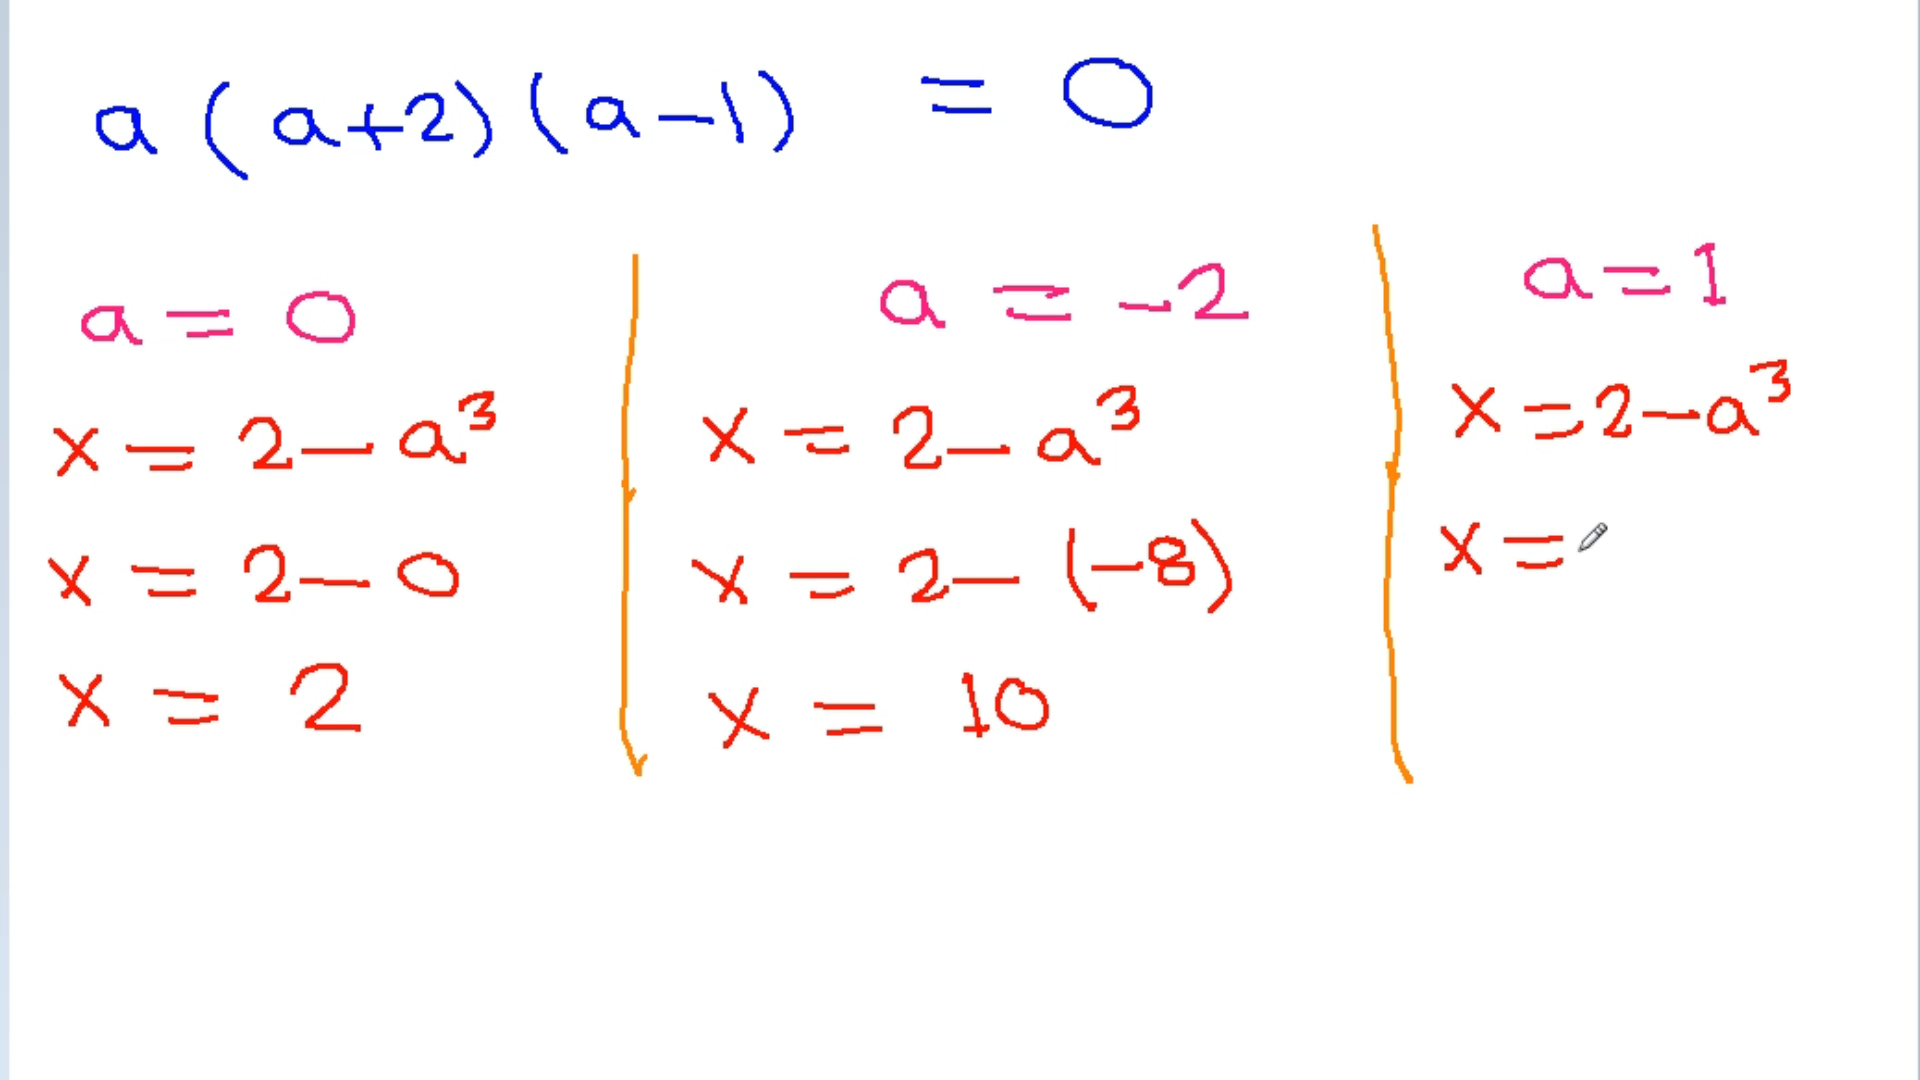 a (a+2) (a-1) = 0
a = 0
x = 2 - a³
x = 2 - 0
x = 2
a = -2
x = 2 - a³
x = 2 - (-8)
x = 10
a = 1
x = 2 - a³
x =